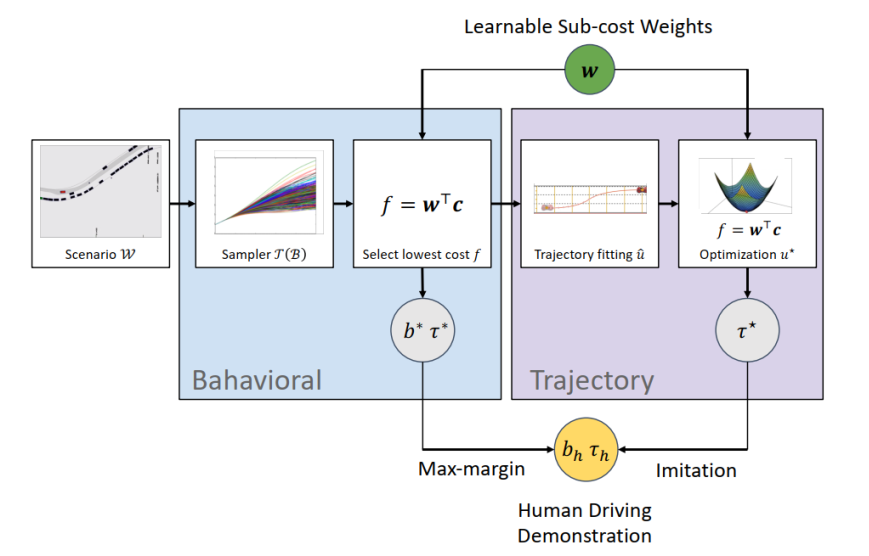 Learnable Sub-cost Weights
w
f = w⊤c
f = w⊤c
Scenario 𝒲
Sampler 𝒯(ℬ)
Select lowest cost f
Trajectory fitting û
Optimization u⋆
b* τ*
τ⋆
Bahavioral
Trajectory
b_h τ_h
Max-margin
Imitation
Human Driving
Demonstration